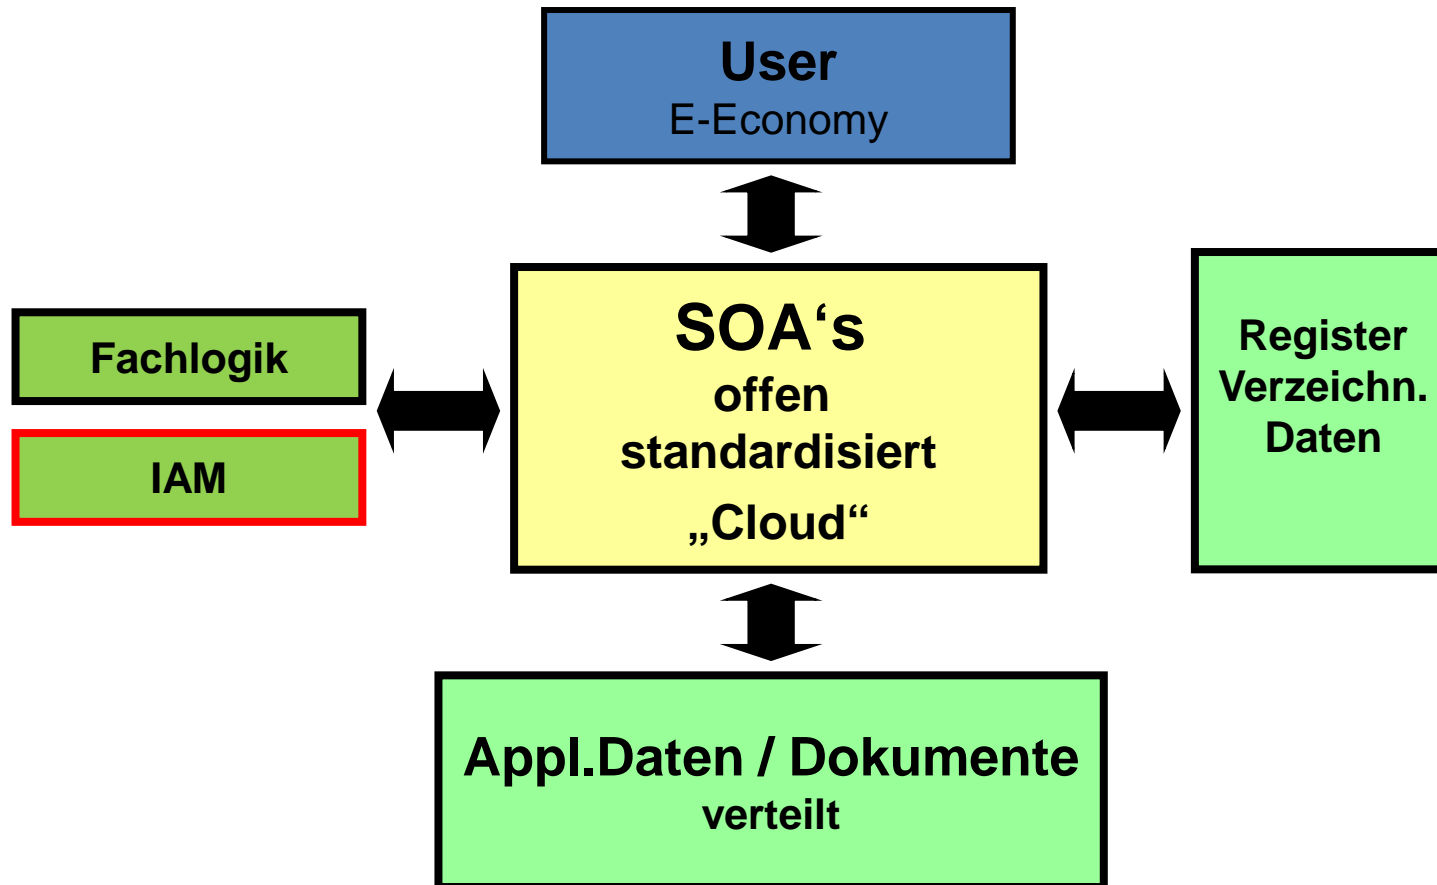 User
E-Economy
Fachlogik
IAM
SOA‘s
offen
standardisiert
„Cloud“
Register
Verzeichn.
Daten
Appl.Daten / Dokumente
verteilt